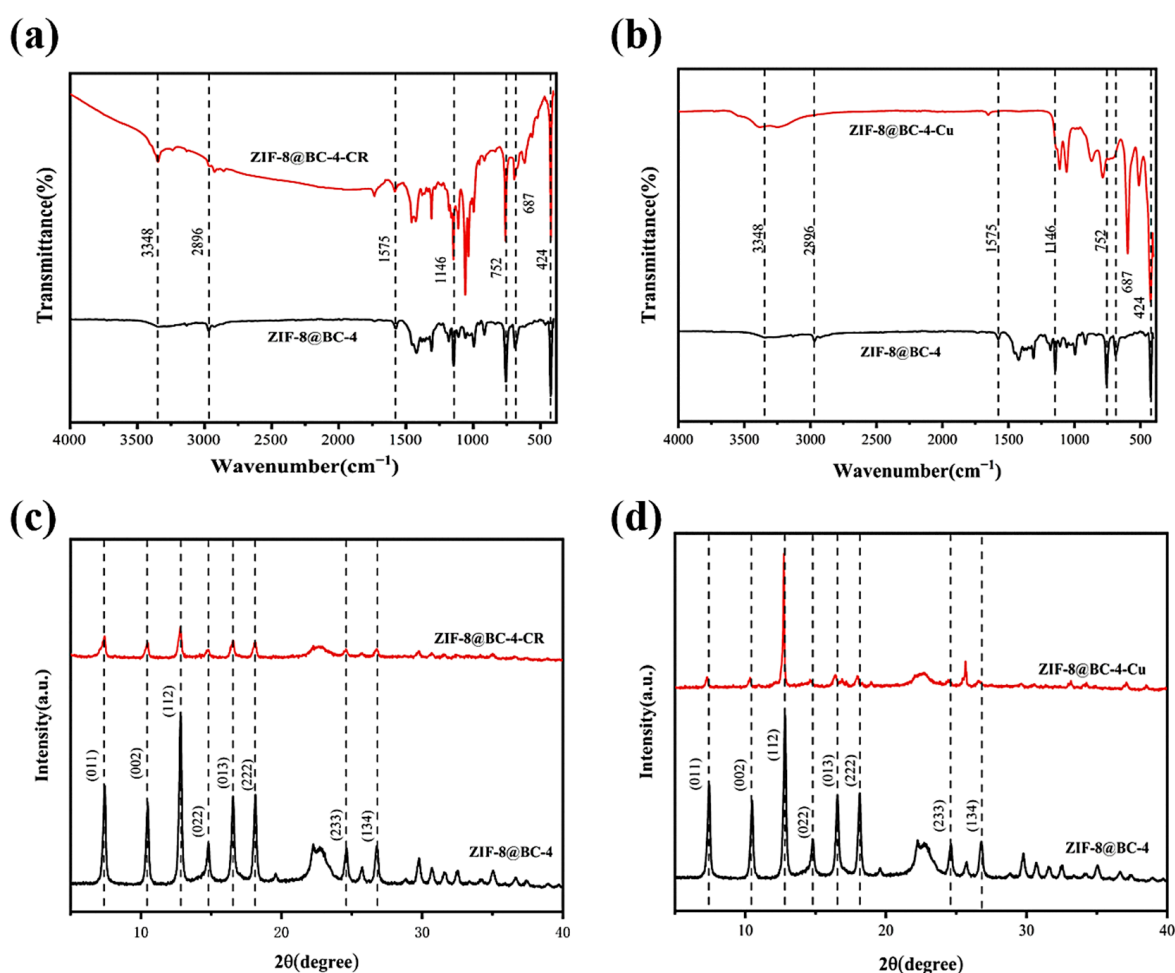 (a)
Transmittance(%)
ZIF-8@BC-4-CR
3348
2896
1575
1146
752
687
424
ZIF-8@BC-4
4000 3500 3000 2500 2000 1500 1000 500
Wavenumber(cm⁻¹)
(b)
Transmittance(%)
ZIF-8@BC-4-Cu
3348
2896
1575
1146
752
687
424
ZIF-8@BC-4
4000 3500 3000 2500 2000 1500 1000 500
Wavenumber(cm⁻¹)
(c)
Intensity(a.u.)
ZIF-8@BC-4-CR
(011)
(002)
(112)
(022)
(013)
(222)
(233)
(134)
ZIF-8@BC-4
10 20 30 40
2θ(degree)
(d)
Intensity(a.u.)
ZIF-8@BC-4-Cu
(011)
(002)
(112)
(022)
(013)
(222)
(233)
(134)
ZIF-8@BC-4
10 20 30 40
2θ(degree)